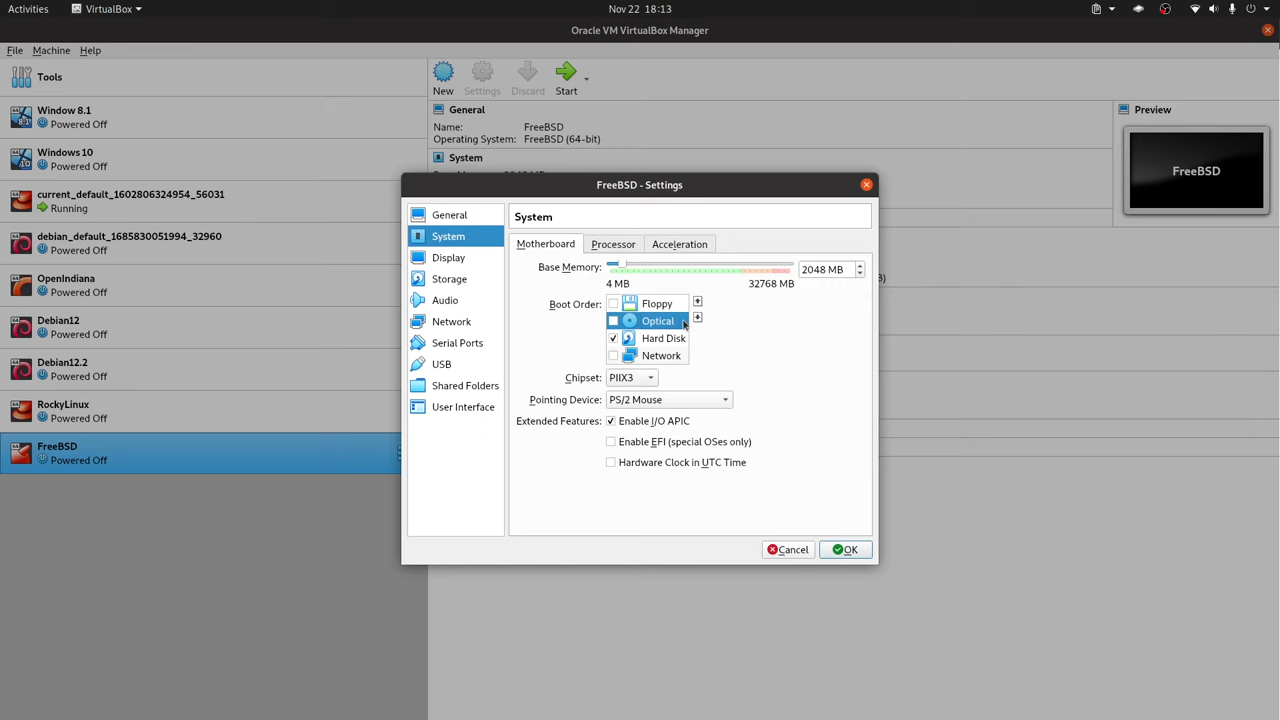 Activities VirtualBox Nov 22 18:13
Oracle VM VirtualBox Manager
File Machine Help
Tools
New Settings Discard Start
Window 8.1
Powered Off
Windows 10
Powered Off
current_default_1602806324954_56031
Running
debian_default_1685830051994_32960
Powered Off
OpenIndiana
Powered Off
Debian12
Powered Off
Debian12.2
Powered Off
RockyLinux
Powered Off
FreeBSD
Powered Off
General
Name: FreeBSD
Operating System: FreeBSD (64-bit)
System
Preview
FreeBSD
FreeBSD - Settings
General
System
Display
Storage
Audio
Network
Serial Ports
USB
Shared Folders
User Interface
System
Motherboard Processor Acceleration
Base Memory: 2048 MB
4 MB 32768 MB
Boot Order: Floppy
Optical
Hard Disk
Network
Chipset: PIIX3
Pointing Device: PS/2 Mouse
Extended Features: Enable I/O APIC
Enable EFI (special OSes only)
Hardware Clock in UTC Time
Cancel OK